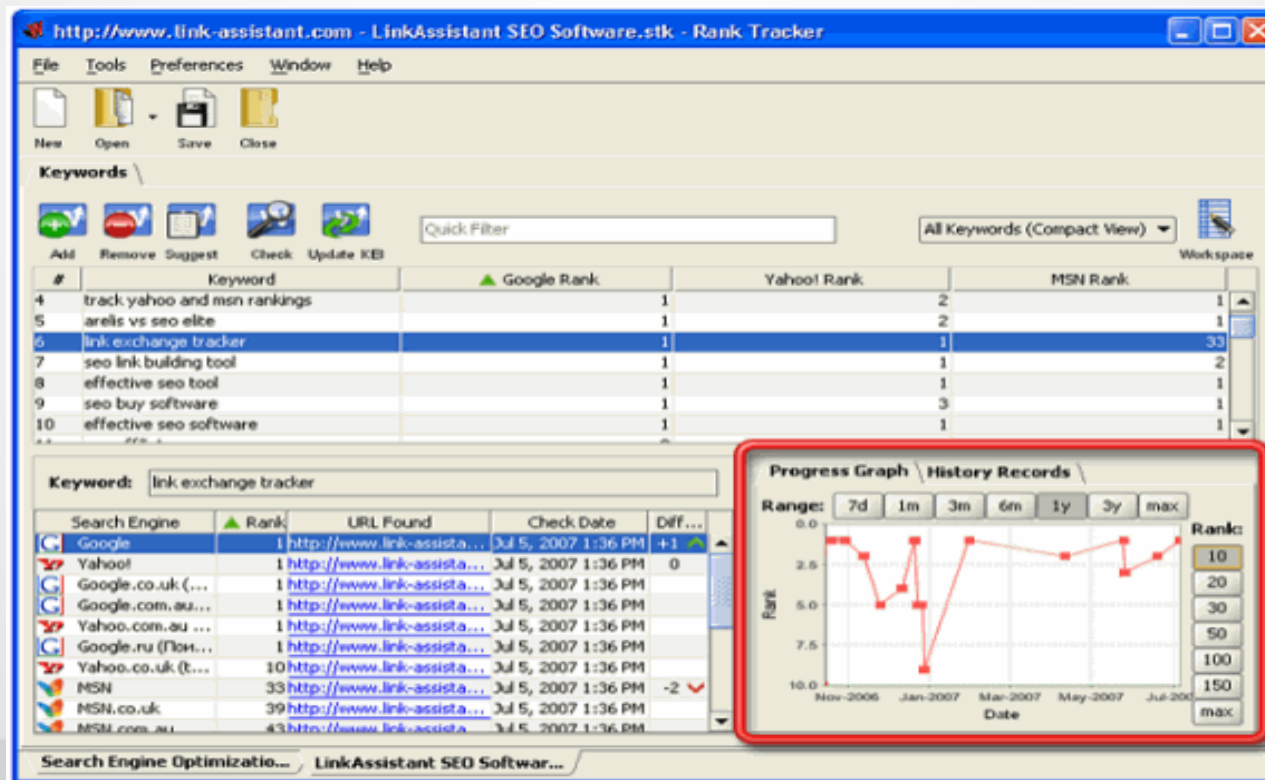 http://www.link-assistant.com - LinkAssistant SEO Software.stk - Rank Tracker
File Tools Preferences Window Help
New Open Save Close
Keywords
Add Remove Suggest Check Update KEI
Quick Filter
All Keywords (Compact View)
Workspace
# Keyword Google Rank Yahoo! Rank MSN Rank
4 track yahoo and msn rankings 1 2 1
5 arelis vs seo elite 1 2 1
6 link exchange tracker 1 1 33
7 seo link building tool 1 1 2
8 effective seo tool 1 1 1
9 seo buy software 1 3 1
10 effective seo software 1 1 1
Keyword: link exchange tracker
Search Engine Rank URL Found Check Date Diff...
Google 1 http://www.link-assista... Jul 5, 2007 1:36 PM +1
Yahoo! 1 http://www.link-assista... Jul 5, 2007 1:36 PM 0
Google.co.uk (... 1 http://www.link-assista... Jul 5, 2007 1:36 PM
Google.com.au... 1 http://www.link-assista... Jul 5, 2007 1:36 PM
Yahoo.com.au ... 1 http://www.link-assista... Jul 5, 2007 1:36 PM
Google.ru (Пои... 1 http://www.link-assista... Jul 5, 2007 1:36 PM
Yahoo.co.uk (t... 10 http://www.link-assista... Jul 5, 2007 1:36 PM
MSN 33 http://www.link-assista... Jul 5, 2007 1:36 PM -2
MSN.co.uk 39 http://www.link-assista... Jul 5, 2007 1:36 PM
MSN.com.au 43 http://www.link-assista... Jul 5, 2007 1:36 PM
Progress Graph History Records
Range: 7d 1m 3m 6m 1y 3y max
Rank:
10
20
30
50
100
150
max
0.0
2.5
5.0
7.5
10.0
Rank
Nov-2006 Jan-2007 Mar-2007 May-2007
Date
Search Engine Optimizatio... LinkAssistant SEO Softwar...